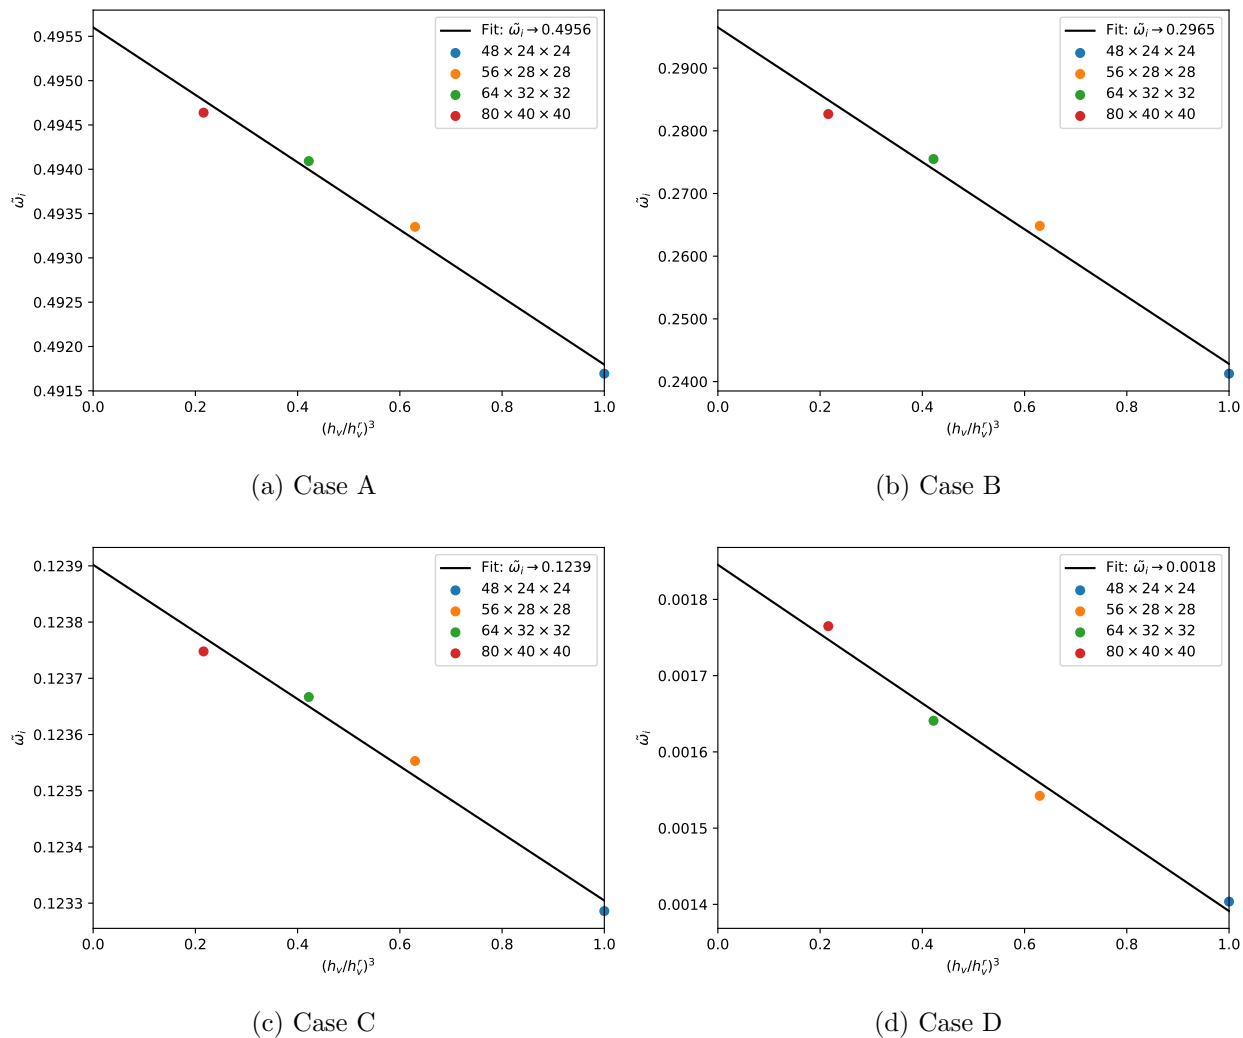 Fit: ω̃ᵢ → 0.4956
48 × 24 × 24
56 × 28 × 28
64 × 32 × 32
80 × 40 × 40
0.4955
0.4950
0.4945
0.4940
0.4935
0.4930
0.4925
0.4920
0.4915
ω̃ᵢ
0.0 0.2 0.4 0.6 0.8 1.0
(hᵥ/hᵥʳ)³
(a) Case A
Fit: ω̃ᵢ → 0.2965
48 × 24 × 24
56 × 28 × 28
64 × 32 × 32
80 × 40 × 40
0.2900
0.2800
0.2700
0.2600
0.2500
0.2400
ω̃ᵢ
0.0 0.2 0.4 0.6 0.8 1.0
(hᵥ/hᵥʳ)³
(b) Case B
Fit: ω̃ᵢ → 0.1239
48 × 24 × 24
56 × 28 × 28
64 × 32 × 32
80 × 40 × 40
0.1239
0.1238
0.1237
0.1236
0.1235
0.1234
0.1233
ω̃ᵢ
0.0 0.2 0.4 0.6 0.8 1.0
(hᵥ/hᵥʳ)³
(c) Case C
Fit: ω̃ᵢ → 0.0018
48 × 24 × 24
56 × 28 × 28
64 × 32 × 32
80 × 40 × 40
0.0018
0.0017
0.0016
0.0015
0.0014
ω̃ᵢ
0.0 0.2 0.4 0.6 0.8 1.0
(hᵥ/hᵥʳ)³
(d) Case D